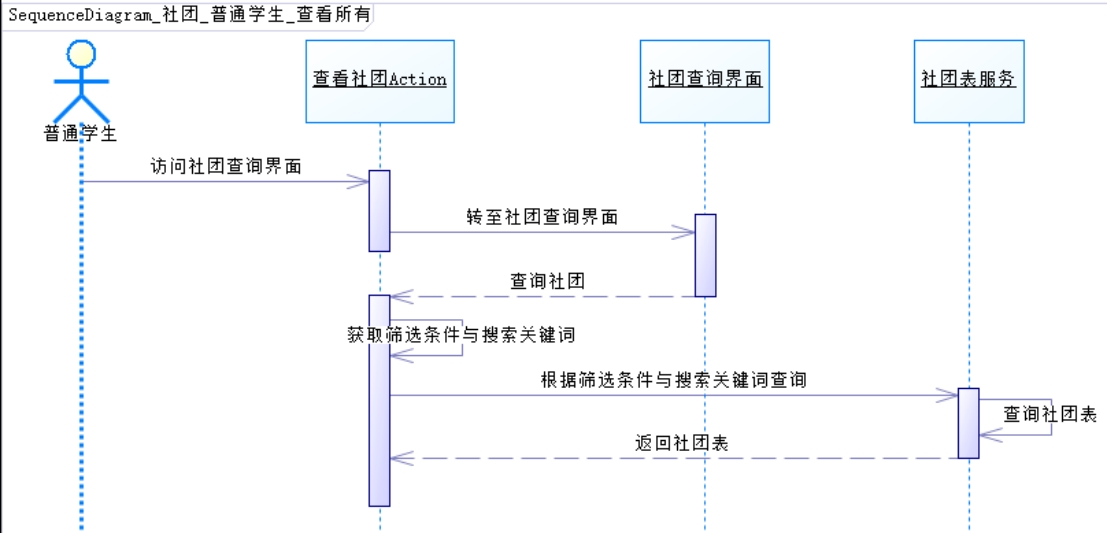 SequenceDiagram_社团_普通学生_查看所有
查看社团Action
社团查询界面
社团表服务
普通学生
访问社团查询界面
转至社团查询界面
查询社团
获取筛选条件与搜索关键词
根据筛选条件与搜索关键词查询
查询社团表
返回社团表